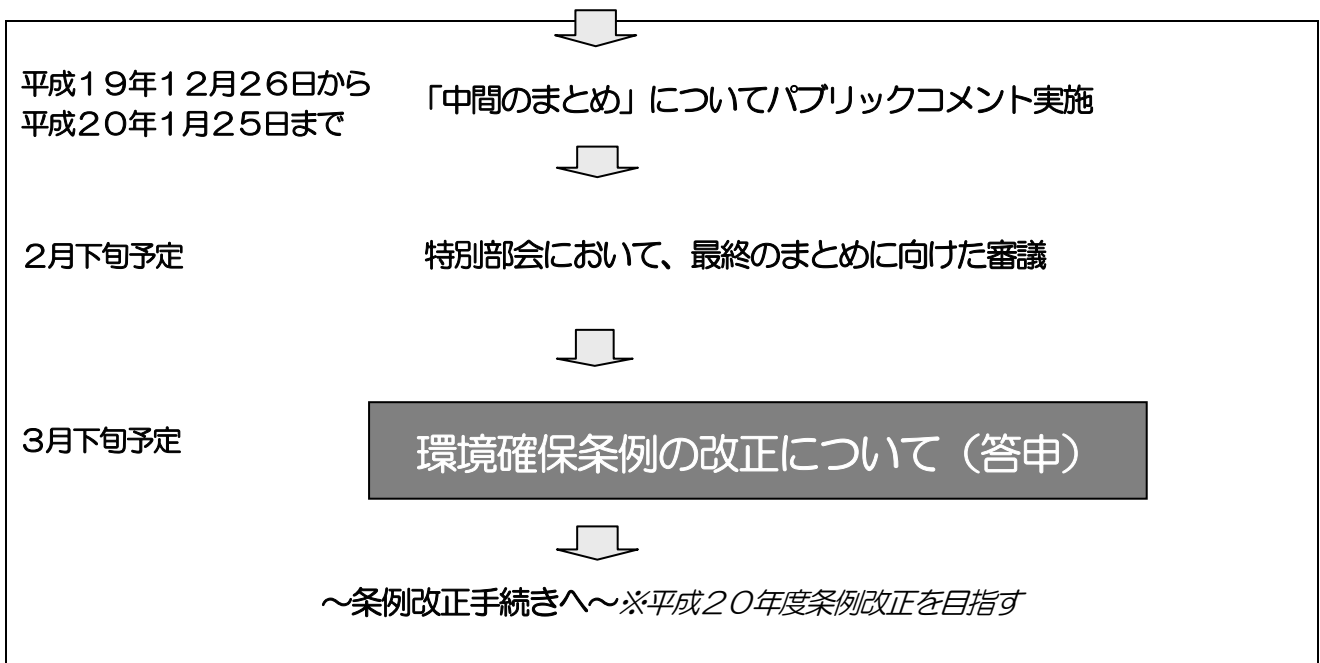 平成１９年１２月２６日から
平成２０年１月２５日まで
「中間のまとめ」についてパブリックコメント実施
２月下旬予定
特別部会において、最終のまとめに向けた審議
３月下旬予定
環境確保条例の改正について（答申）
～条例改正手続きへ～※平成２０年度条例改正を目指す